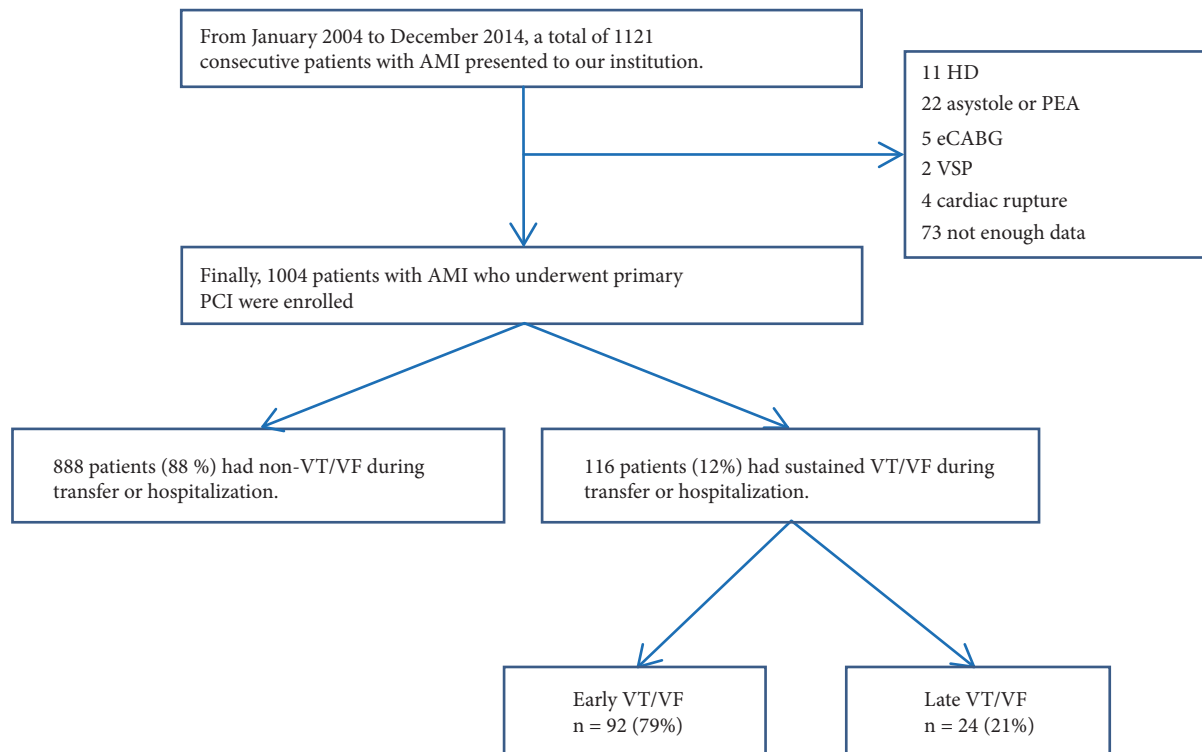 From January 2004 to December 2014, a total of 1121
consecutive patients with AMI presented to our institution.
11 HD
22 asystole or PEA
5 eCABG
2 VSP
4 cardiac rupture
73 not enough data
Finally, 1004 patients with AMI who underwent primary
PCI were enrolled
888 patients (88 %) had non-VT/VF during
transfer or hospitalization.
116 patients (12%) had sustained VT/VF during
transfer or hospitalization.
Early VT/VF
n = 92 (79%)
Late VT/VF
n = 24 (21%)